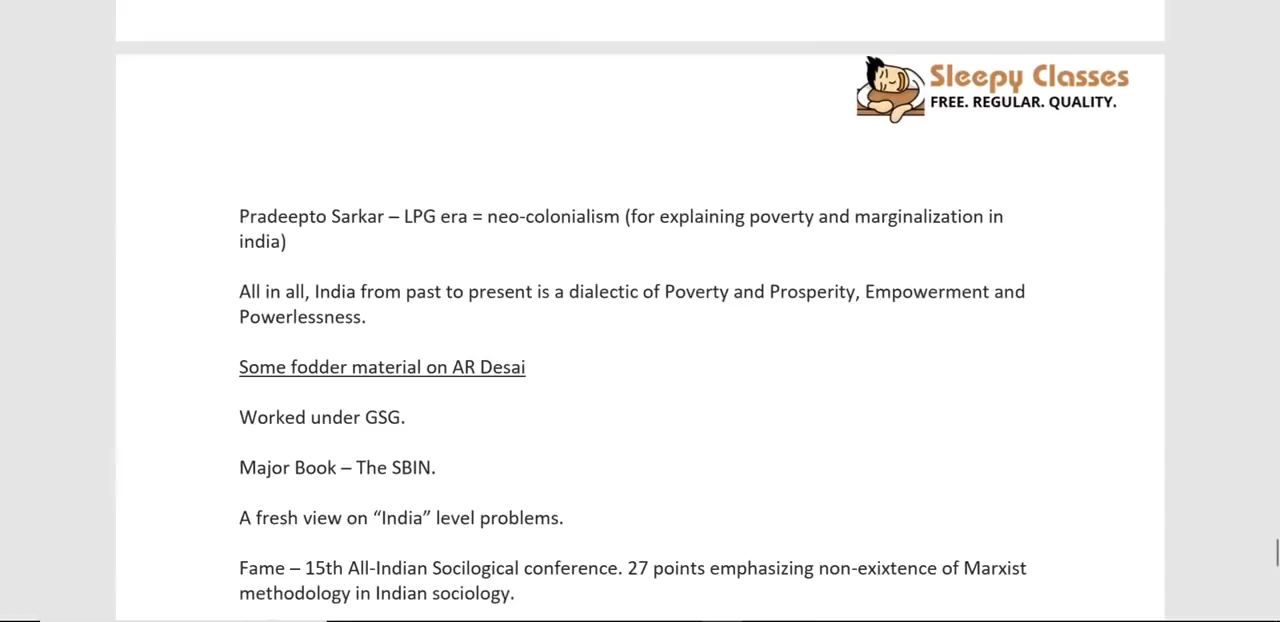 Sleepy Classes
FREE. REGULAR. QUALITY.
Pradeepto Sarkar – LPG era = neo-colonialism (for explaining poverty and marginalization in
india)
All in all, India from past to present is a dialectic of Poverty and Prosperity, Empowerment and
Powerlessness.
Some fodder material on AR Desai
Worked under GSG.
Major Book – The SBIN.
A fresh view on “India” level problems.
Fame – 15th All-Indian Socilogical conference. 27 points emphasizing non-exixtence of Marxist
methodology in Indian sociology.